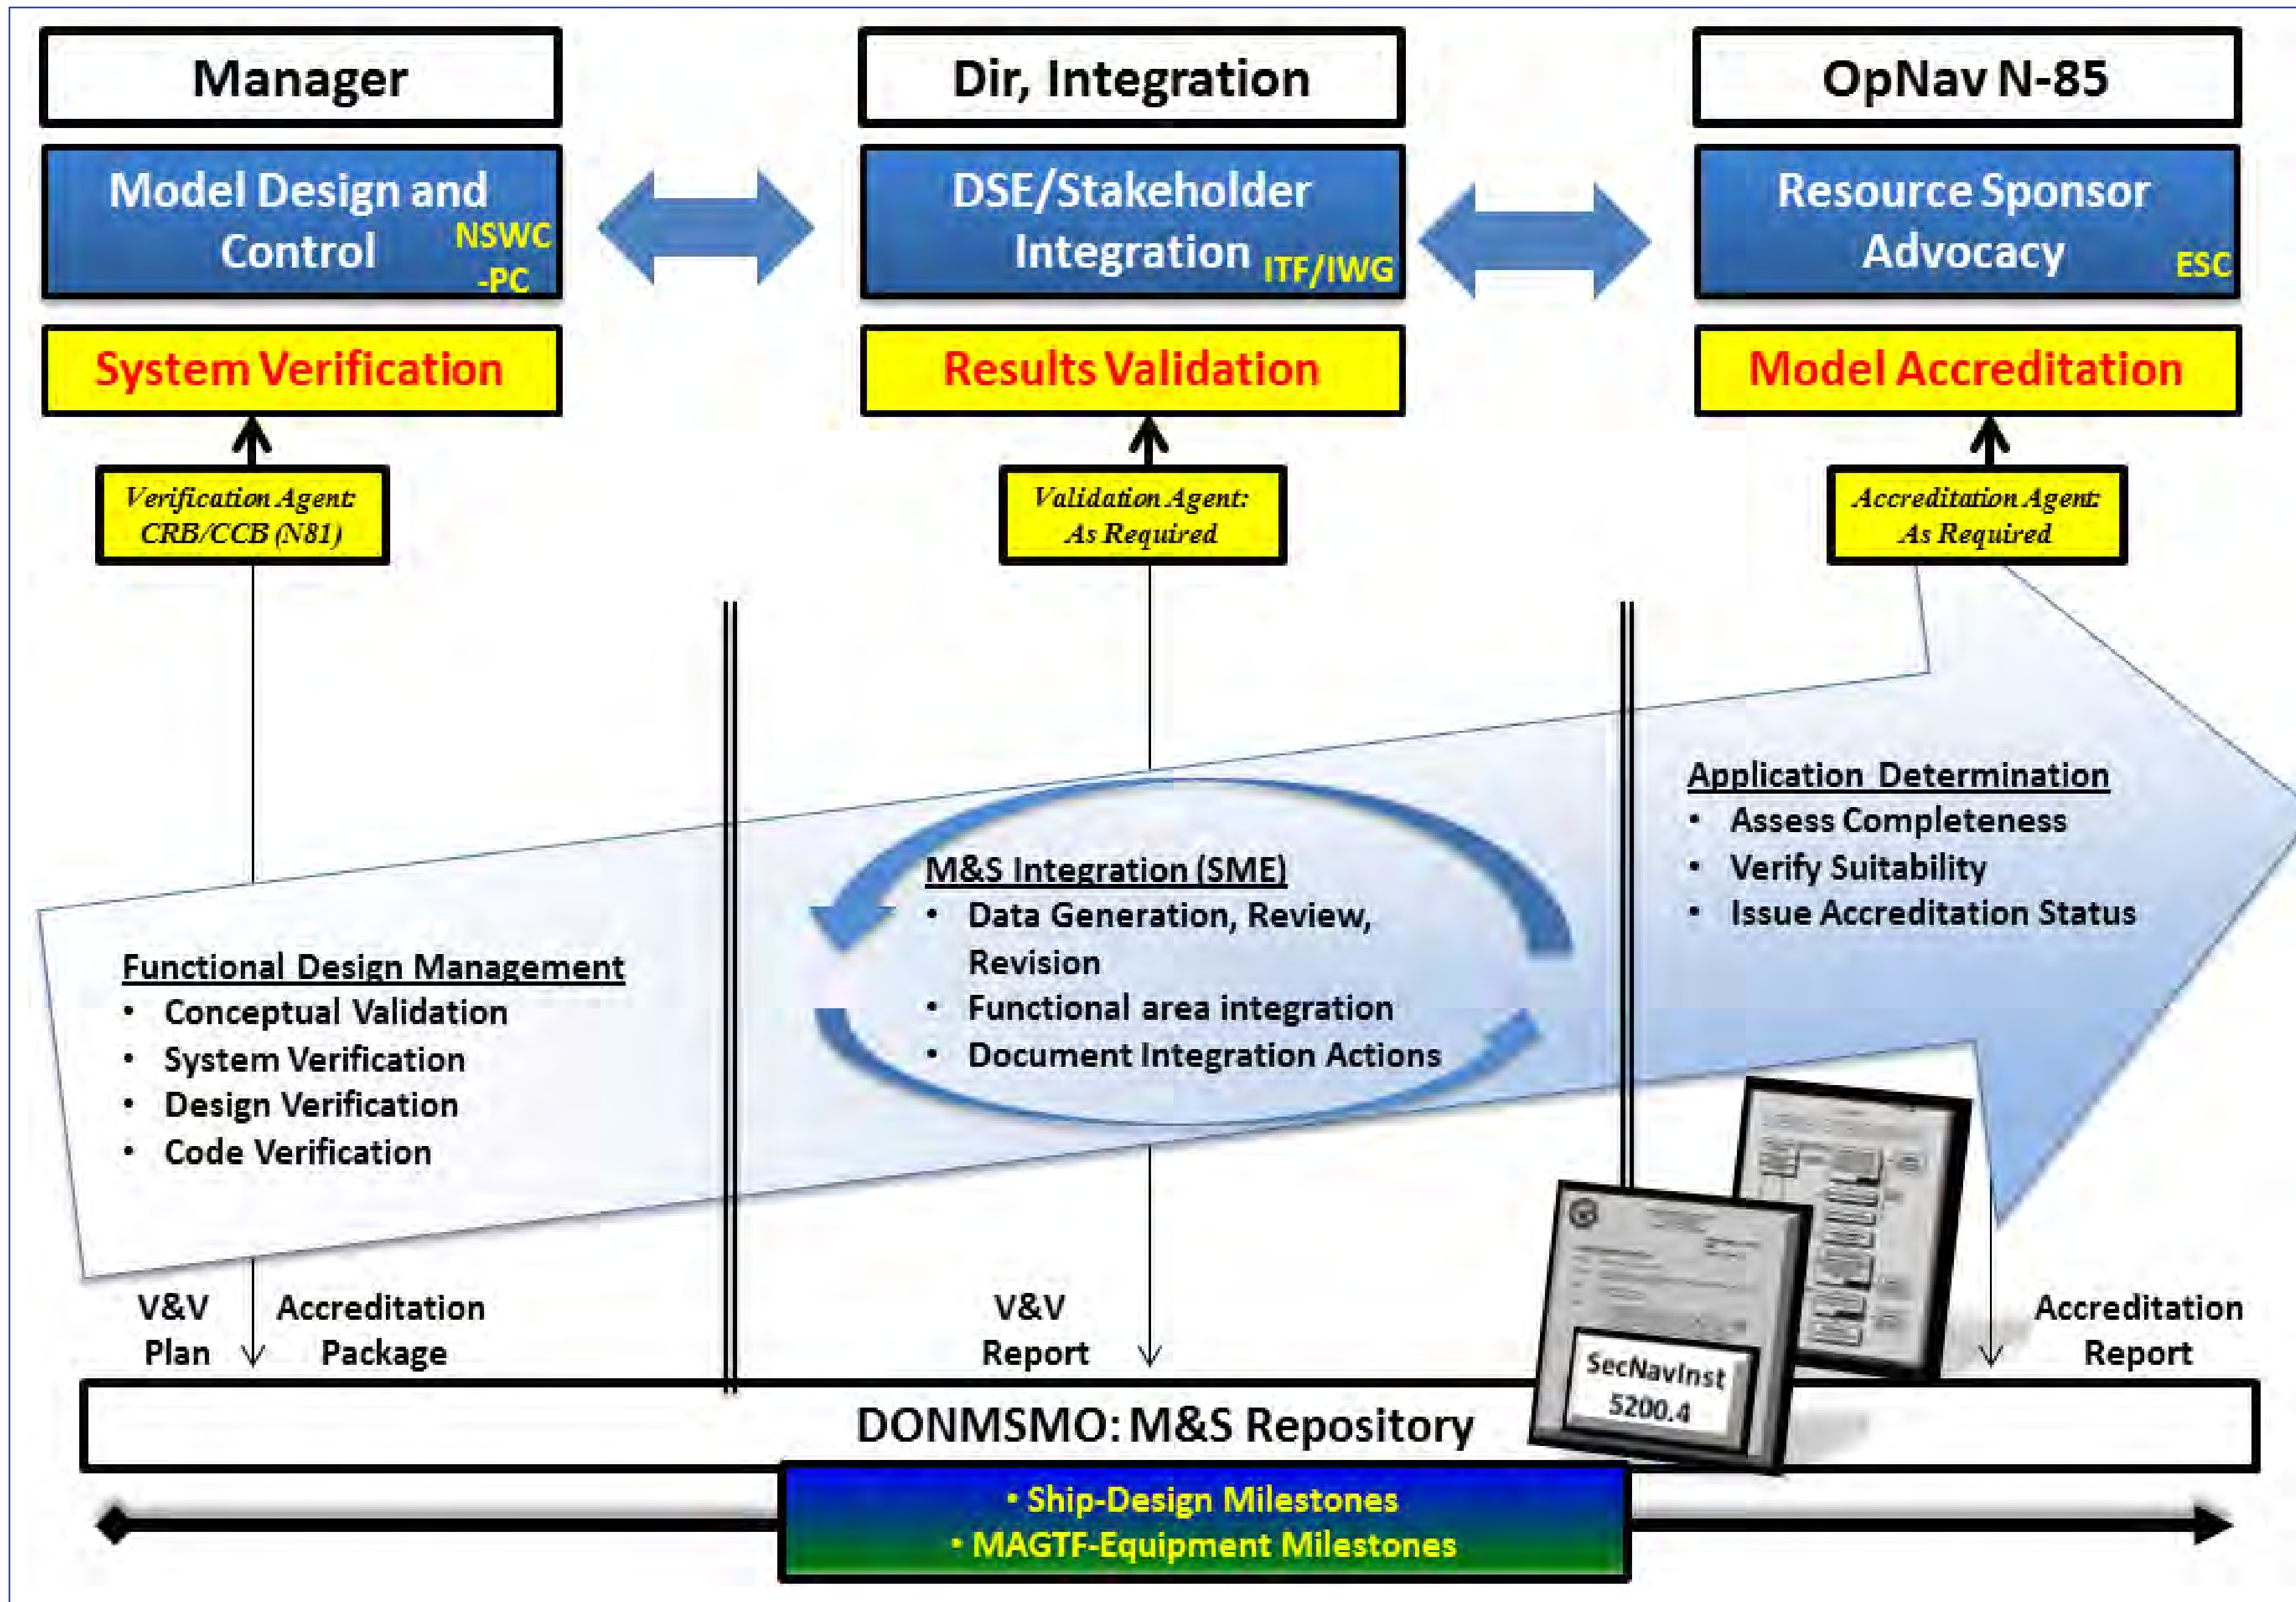 Manager
Dir, Integration
OpNav N-85
Model Design and
Control
NSWC
-PC
DSE/Stakeholder
Integration
ITF/IWG
Resource Sponsor
Advocacy
ESC
System Verification
Results Validation
Model Accreditation
Verification Agent:
CRB/CCB (N81)
Validation Agent:
As Required
Accreditation Agent:
As Required
Functional Design Management
• Conceptual Validation
• System Verification
• Design Verification
• Code Verification
M&S Integration (SME)
• Data Generation, Review,
Revision
• Functional area integration
• Document Integration Actions
Application Determination
• Assess Completeness
• Verify Suitability
• Issue Accreditation Status
V&V
Plan
Accreditation
Package
V&V
Report
Accreditation
Report
SecNavInst
5200.4
DONMSMO: M&S Repository
• Ship-Design Milestones
• MAGTF-Equipment Milestones